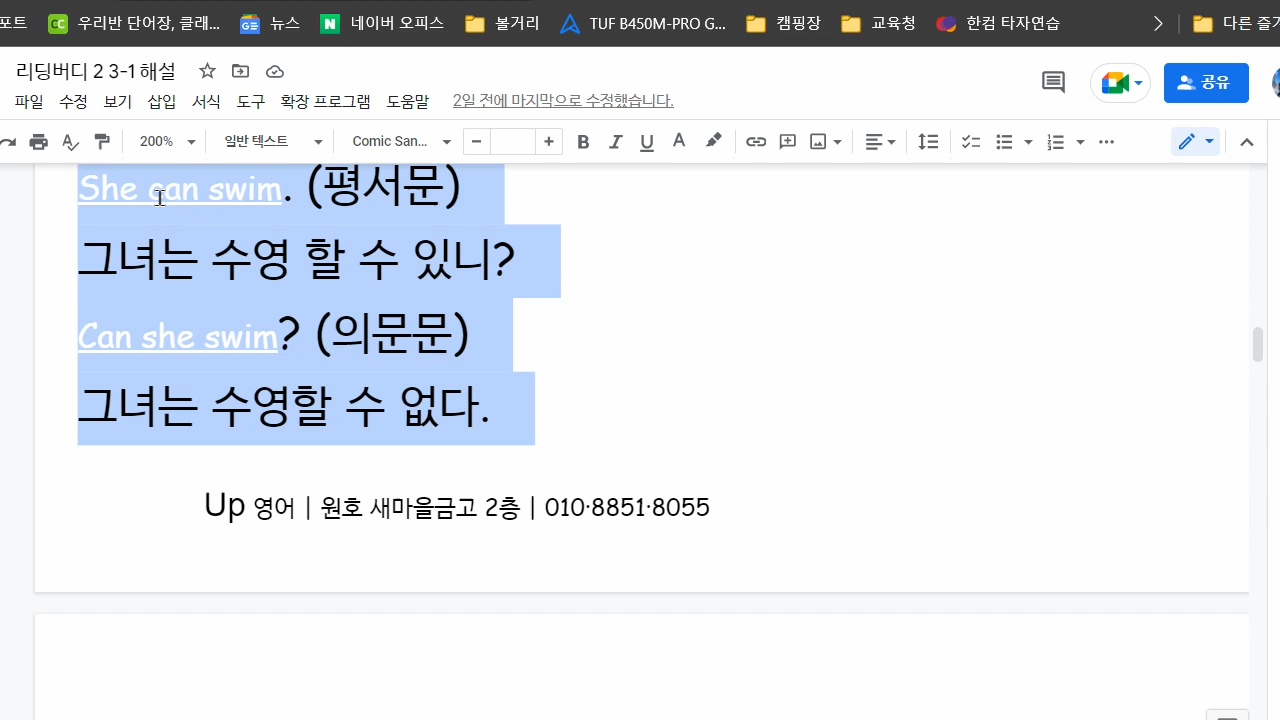 포트 우리반 단어장, 클래... 뉴스 네이버 오피스 볼거리 TUF B450M-PRO G... 캠핑장 교육청 한컴 타자연습 다른 즐
리딩버디 2 3-1 해설
공유
파일 수정 보기 삽입 서식 도구 확장 프로그램 도움말 2일 전에 마지막으로 수정했습니다.
200% 일반 텍스트 Comic San... B I U A
She can swim. (평서문)
그녀는 수영 할 수 있니?
Can she swim? (의문문)
그녀는 수영할 수 없다.
Up 영어 | 원호 새마을금고 2층 | 010·8851·8055